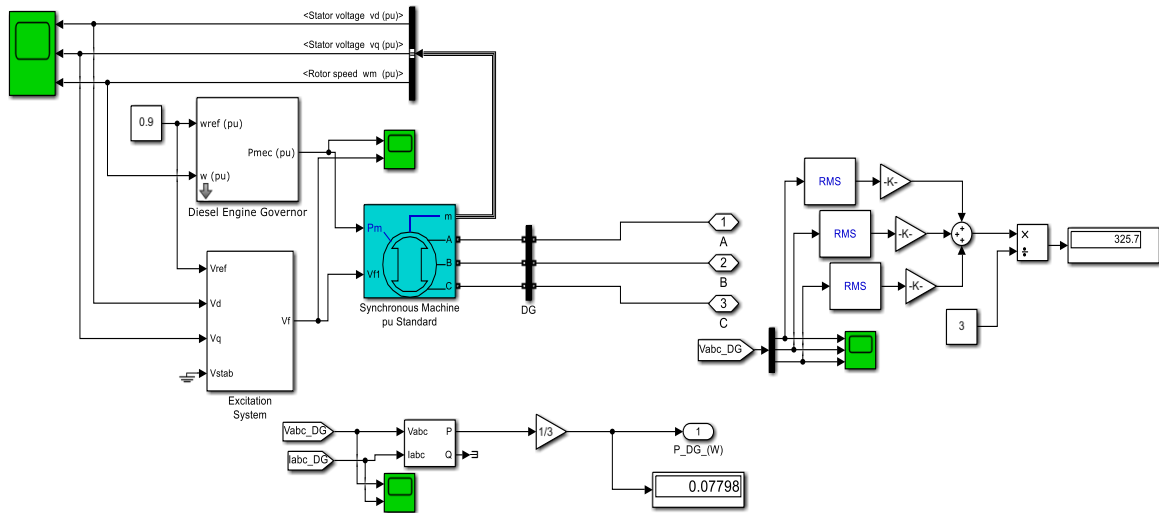 <Stator voltage vd (pu)>
<Stator voltage vq (pu)>
<Rotor speed wm (pu)>
0.9
wref (pu)
Pmec (pu)
w (pu)
Diesel Engine Governor
Pm
m
A
B
C
Vf1
Synchronous Machine
pu Standard
DG
1
A
2
B
3
C
Vref
Vd
Vq
Vstab
Vf
Excitation
System
RMS
-K-
RMS
-K-
RMS
-K-
+
+
+
×
÷
325.7
3
Vabc_DG
Vabc_DG
Iabc_DG
Vabc
Iabc
P
Q
1/3
1
P_DG_(W)
0.07798